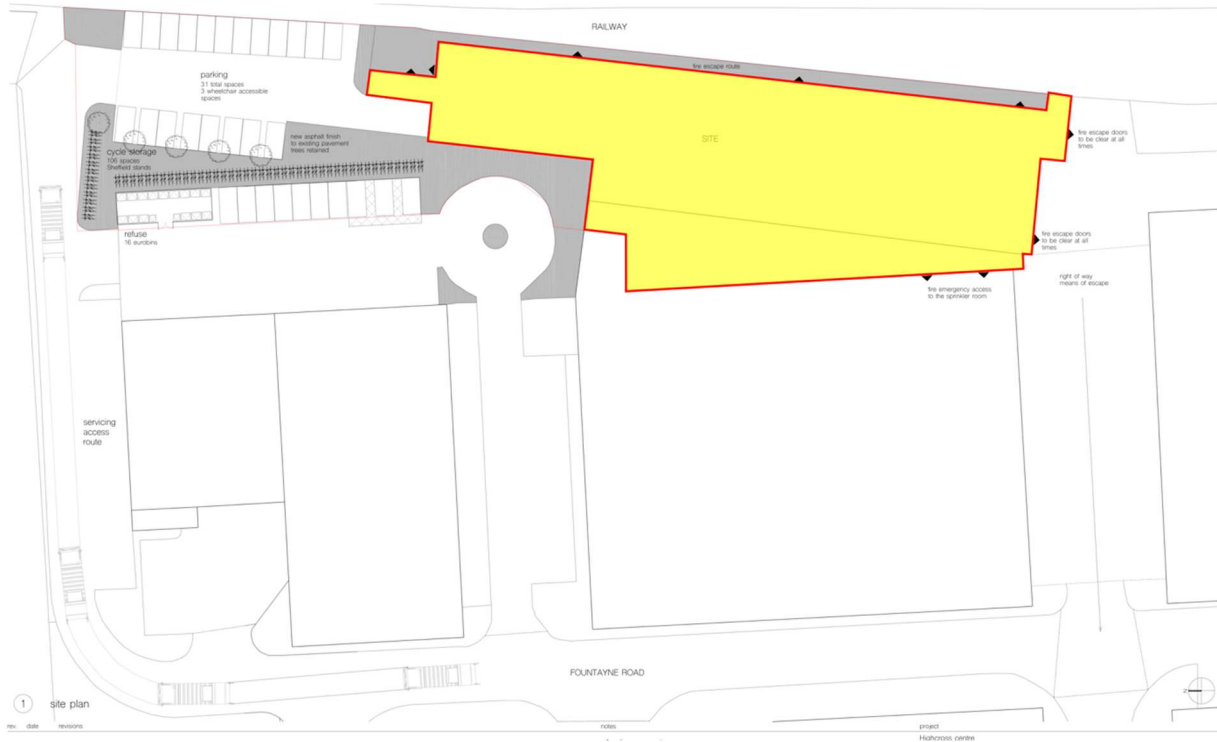 RAILWAY
parking
31 total spaces
3 wheelchair accessible
spaces
fire escape route
SITE
new asphalt finish
to existing pavement
trees retained
cycle storage
106 spaces
Sheffield stands
fire escape doors
to be clear at all
times
refuse
16 eurobins
fire escape doors
to be clear at all
times
right of way
means of escape
fire emergency access
to the sprinkler room
servicing
access
route
FOUNTAYNE ROAD
1 site plan
rev. date revisions notes project
Highcross centre